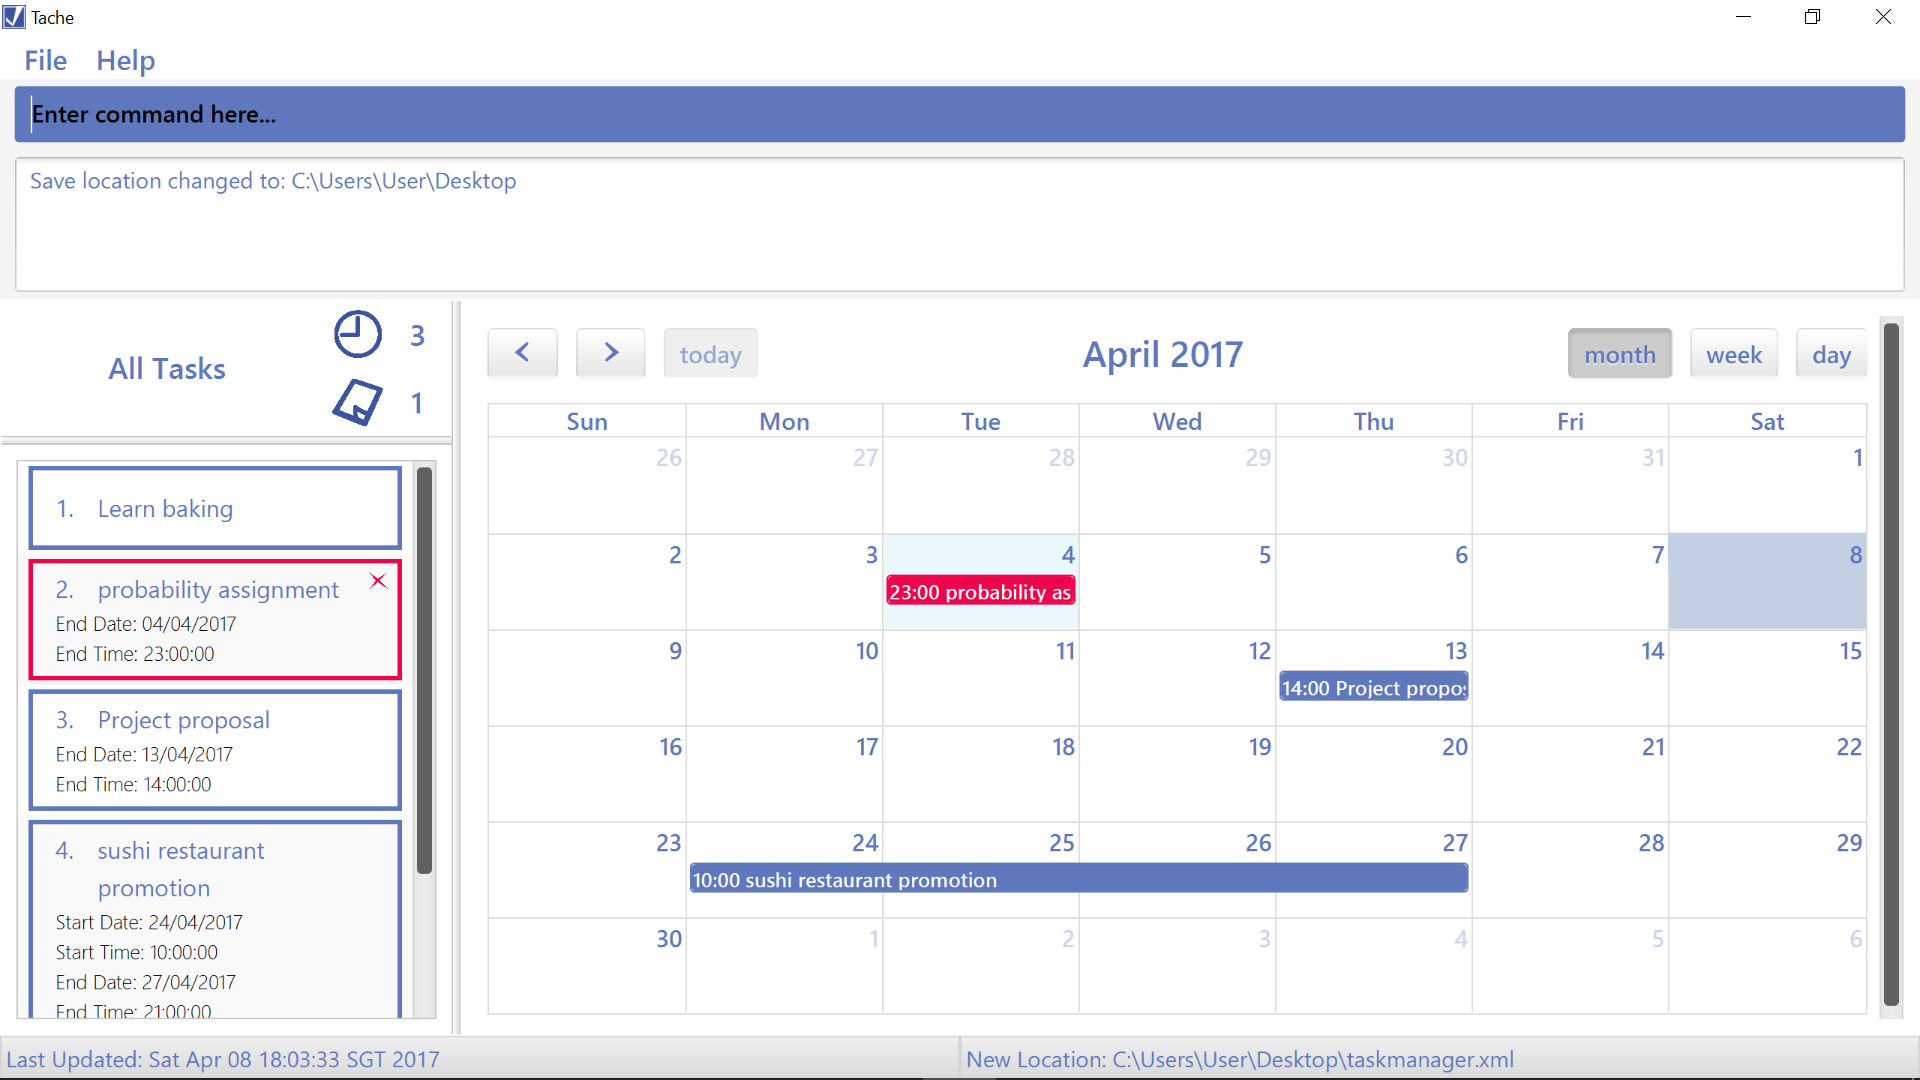 Tache
File Help
Enter command here...
Save location changed to: C:\Users\User\Desktop
All Tasks
3
1
1. Learn baking
2. probability assignment
End Date: 04/04/2017
End Time: 23:00:00
3. Project proposal
End Date: 13/04/2017
End Time: 14:00:00
4. sushi restaurant
promotion
Start Date: 24/04/2017
Start Time: 10:00:00
End Date: 27/04/2017
End Time: 21:00:00
< > today April 2017 month week day
Sun Mon Tue Wed Thu Fri Sat
26 27 28 29 30 31 1
2 3 4 5 6 7 8
23:00 probability as
9 10 11 12 13 14 15
14:00 Project propo
16 17 18 19 20 21 22
23 24 25 26 27 28 29
10:00 sushi restaurant promotion
30 1 2 3 4 5 6
Last Updated: Sat Apr 08 18:03:33 SGT 2017
New Location: C:\Users\User\Desktop\taskmanager.xml